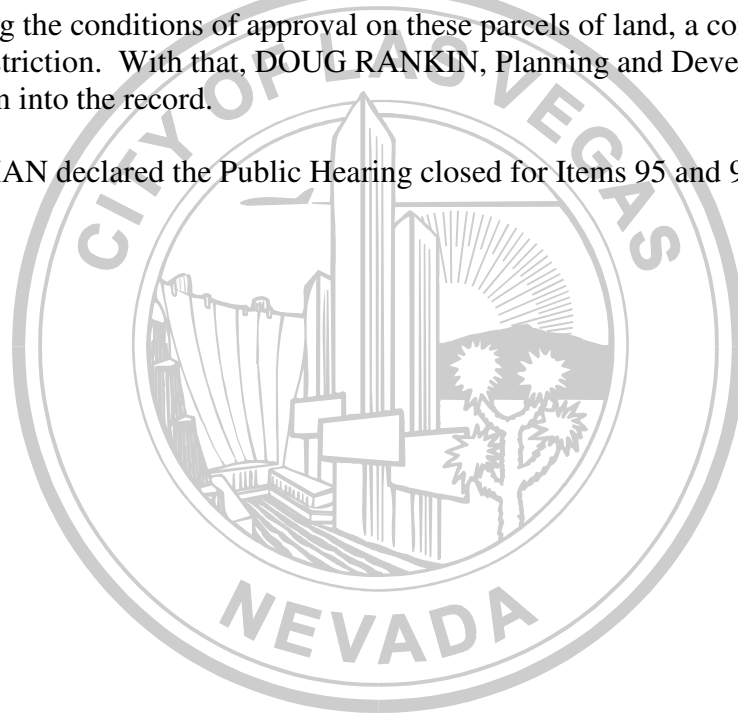 g the conditions of approval on these parcels of land, a co
striction. With that, DOUG RANKIN, Planning and Deve
n into the record.
AN declared the Public Hearing closed for Items 95 and 9
CITY OF LAS VEGAS
NEVADA